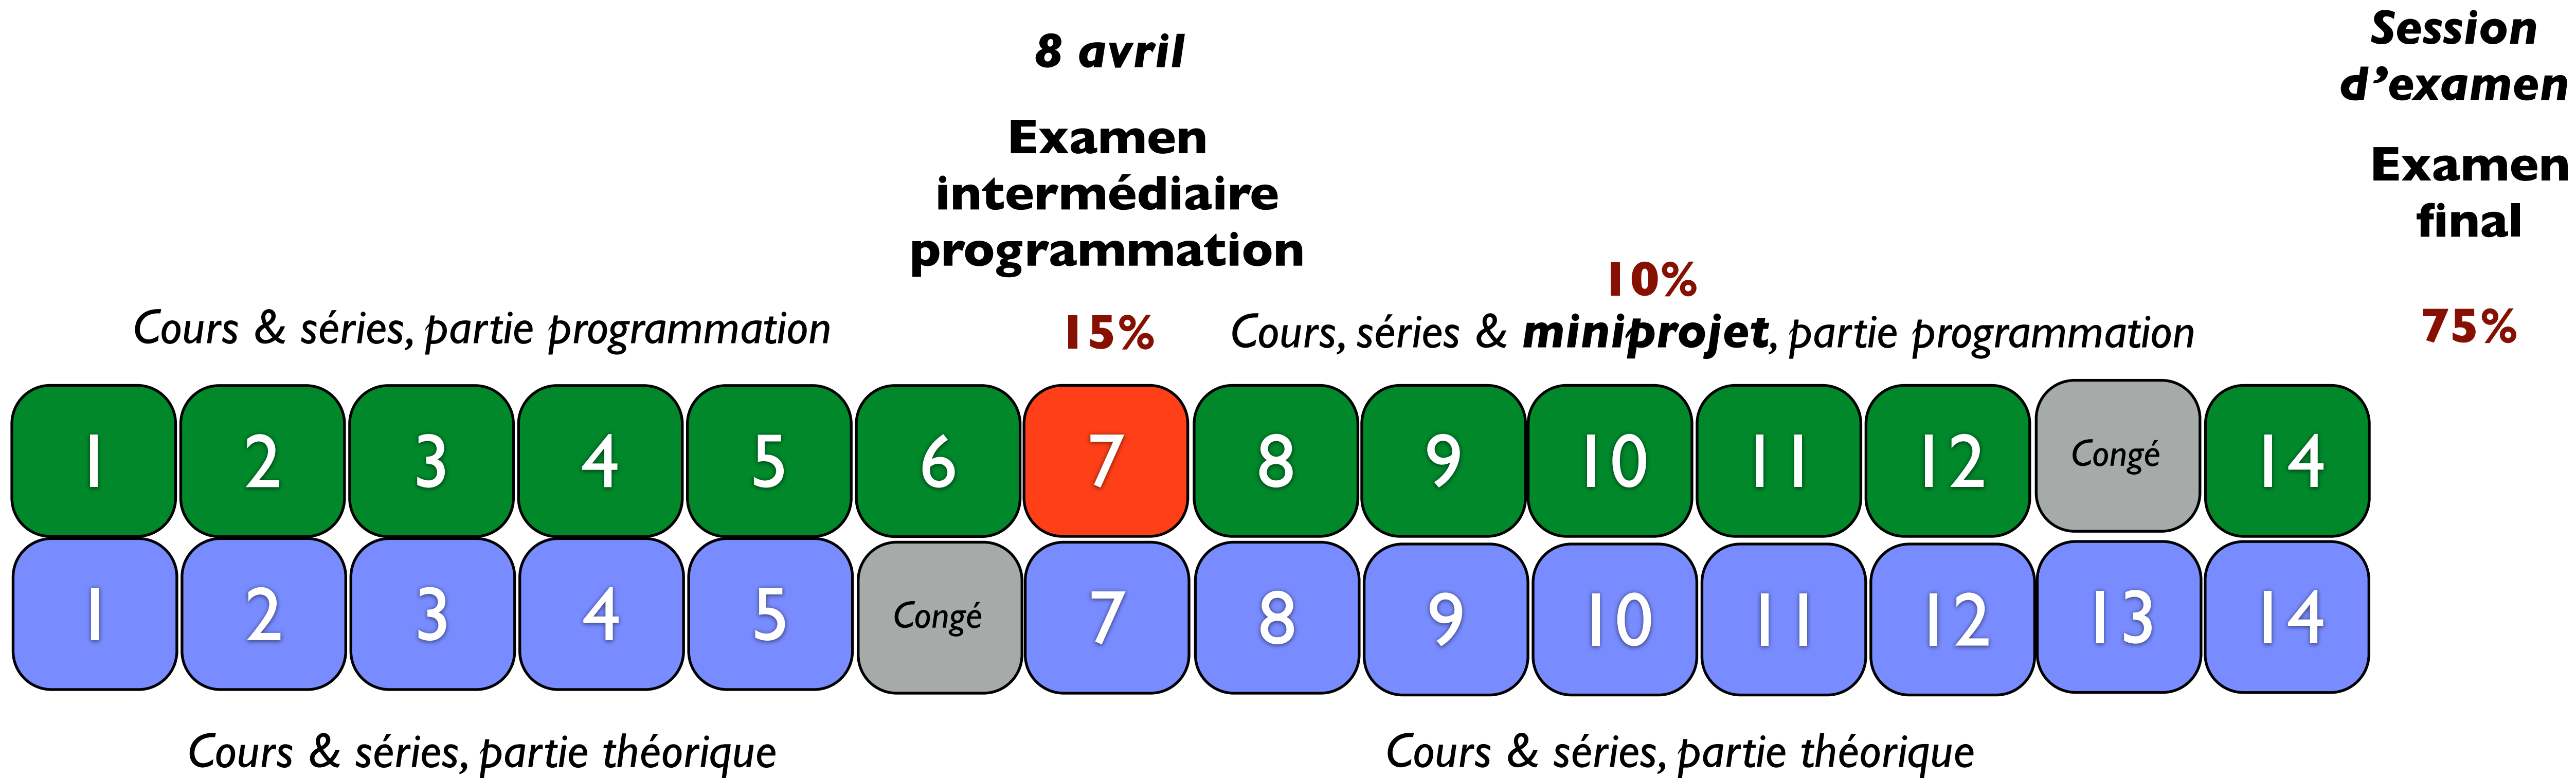 8 avril
Examen
intermédiaire
programmation
Session
d’examen
Examen
final
10%
Cours & séries, partie programmation
15%
Cours, séries & miniprojet, partie programmation
75%
1 2 3 4 5 6 7 8 9 10 11 12 Congé 14
1 2 3 4 5 Congé 7 8 9 10 11 12 13 14
Cours & séries, partie théorique
Cours & séries, partie théorique